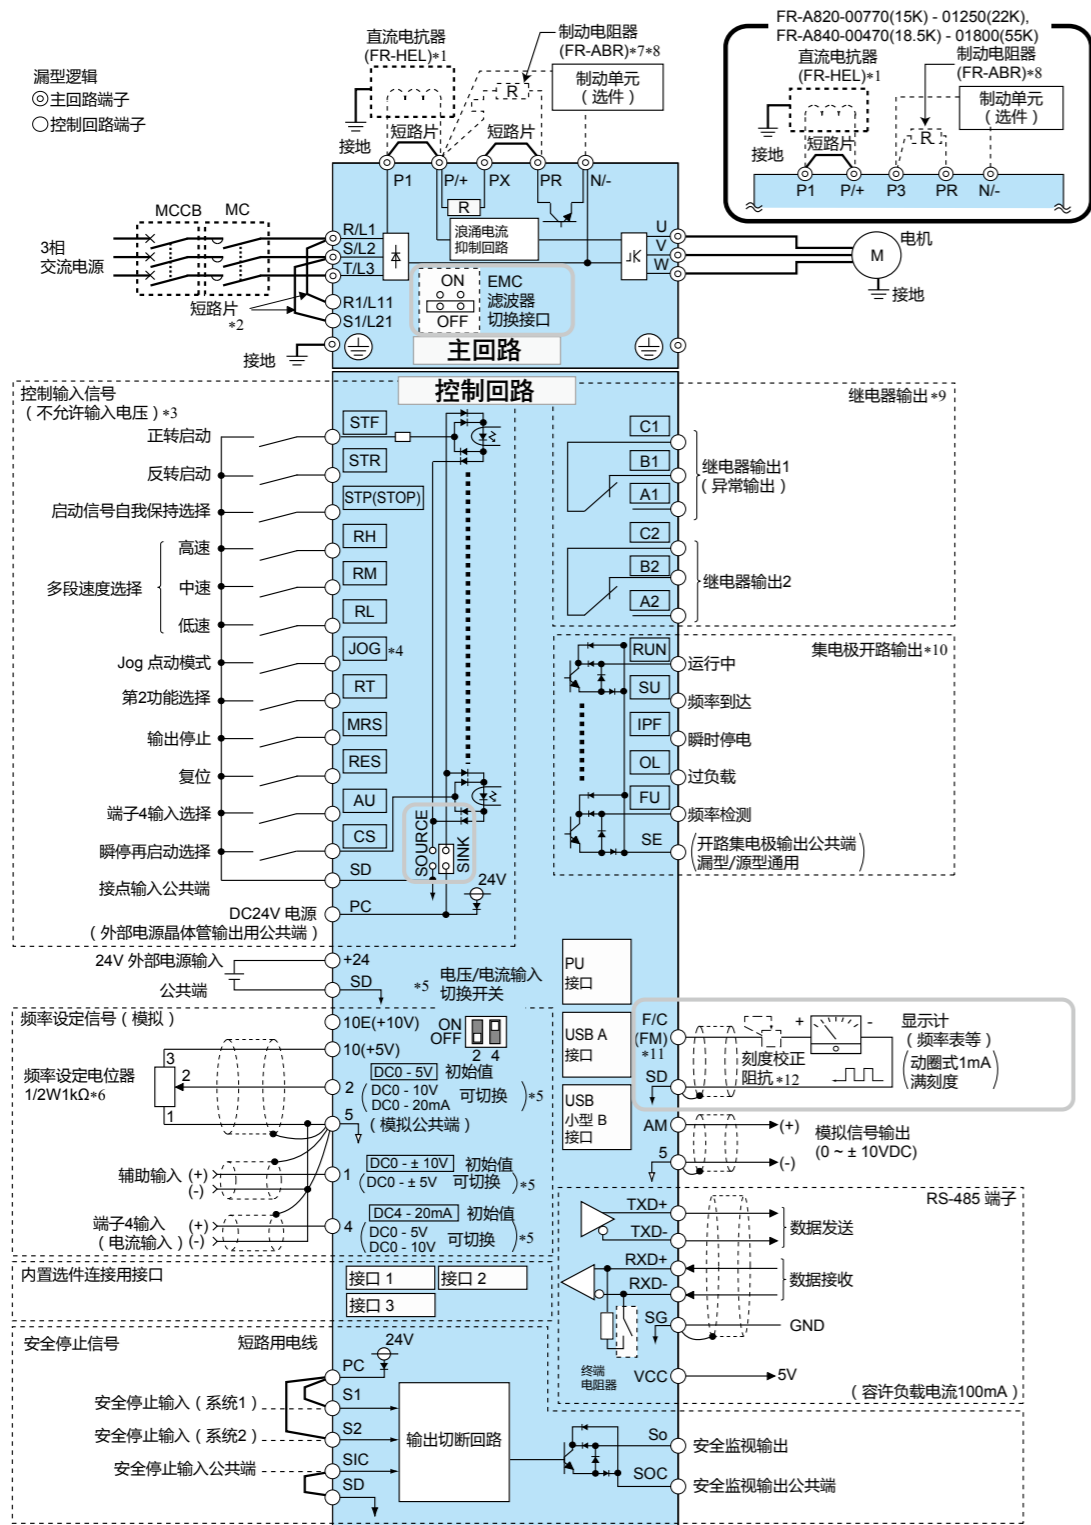 FR-A820-00770(15K) - 01250(22K),
FR-A840-00470(18.5K) - 01800(55K)
直流电抗器
(FR-HEL)*1
制动电阻器
(FR-ABR)*8
制动单元
(选件)
R
接地
短路片
P1
P/+
P3
PR
N/-
漏型逻辑
主回路端子
控制回路端子
直流电抗器
(FR-HEL)*1
制动电阻器
(FR-ABR)*7*8
制动单元
(选件)
R
接地
短路片
短路片
P1
P/+
PX
PR
N/-
R
浪涌电流
抑制回路
MCCB
MC
3相
交流电源
R/L1
S/L2
T/L3
R1/L11
S1/L21
短路片
*2
接地
ON
OFF
EMC
滤波器
切换接口
U
V
W
M
电机
接地
主回路
控制回路
控制输入信号
(不允许输入电压)*3
正转启动
STF
反转启动
STR
启动信号自我保持选择
STP(STOP)
多段速度选择
高速
RH
中速
RM
低速
RL
Jog 点动模式
JOG *4
第2功能选择
RT
输出停止
MRS
复位
RES
端子4输入选择
AU
瞬停再启动选择
CS
接点输入公共端
SD
SOURCE
SINK
24V
DC24V 电源
(外部电源晶体管输出用公共端)
PC
继电器输出 *9
C1
B1
A1
继电器输出1
(异常输出)
C2
B2
A2
继电器输出2
集电极开路输出*10
RUN
运行中
SU
频率到达
IPF
瞬时停电
OL
过负载
FU
频率检测
SE
(开路集电极输出公共端
漏型/源型通用)
24V 外部电源输入
+24
公共端
SD
*5 电压/电流输入
切换开关
频率设定信号(模拟)
10E(+10V)
ON
OFF
2 4
10(+5V)
频率设定电位器
1/2W1kΩ*6
3
2
1
2
DC0 - 5V 初始值
DC0 - 10V
DC0 - 20mA 可切换 *5
5
(模拟公共端)
辅助输入 (+)
(-)
1
DC0 - ± 10V 初始值
DC0 - ± 5V 可切换 *5
端子4输入
(电流输入)
(+)
(-)
4
DC4 - 20mA 初始值
DC0 - 5V
DC0 - 10V 可切换 *5
PU
接口
USB A
接口
USB
小型 B
接口
F/C
(FM)
*11
SD
刻度校正
阻抗*12
+
-
显示计
(频率表等)
(动圈式1mA
满刻度)
AM
(+)
5
(-)
模拟信号输出
(0 ~ ± 10VDC)
RS-485 端子
TXD+
TXD-
数据发送
RXD+
RXD-
数据接收
SG
GND
终端
电阻器
VCC
5V
(容许负载电流100mA)
内置选件连接用接口
接口 1
接口 2
接口 3
安全停止信号
短路用电线
24V
PC
安全停止输入(系统1)
S1
安全停止输入(系统2)
S2
安全停止输入公共端
SIC
SD
输出切断回路
So
安全监视输出
SOC
安全监视输出公共端